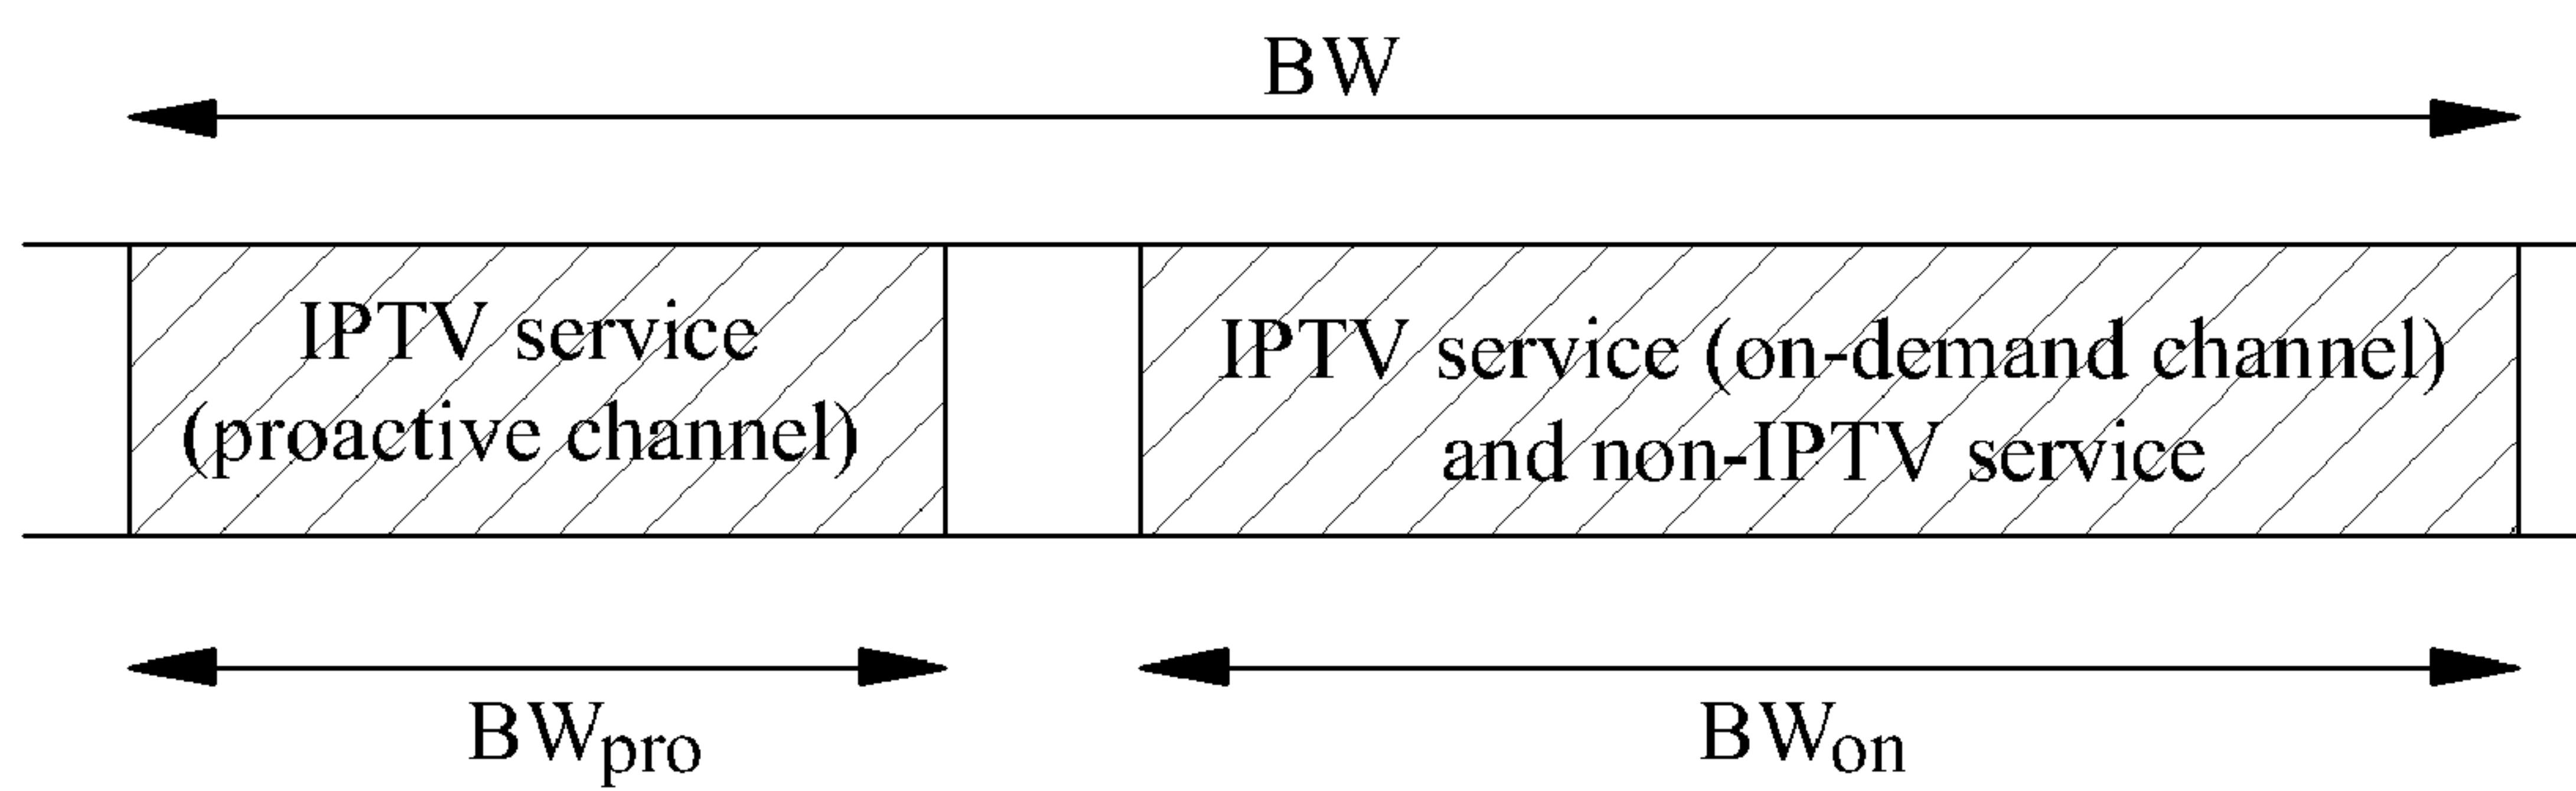 BW
IPTV service
(proactive channel)
IPTV service (on-demand channel)
and non-IPTV service
BWpro
BWon